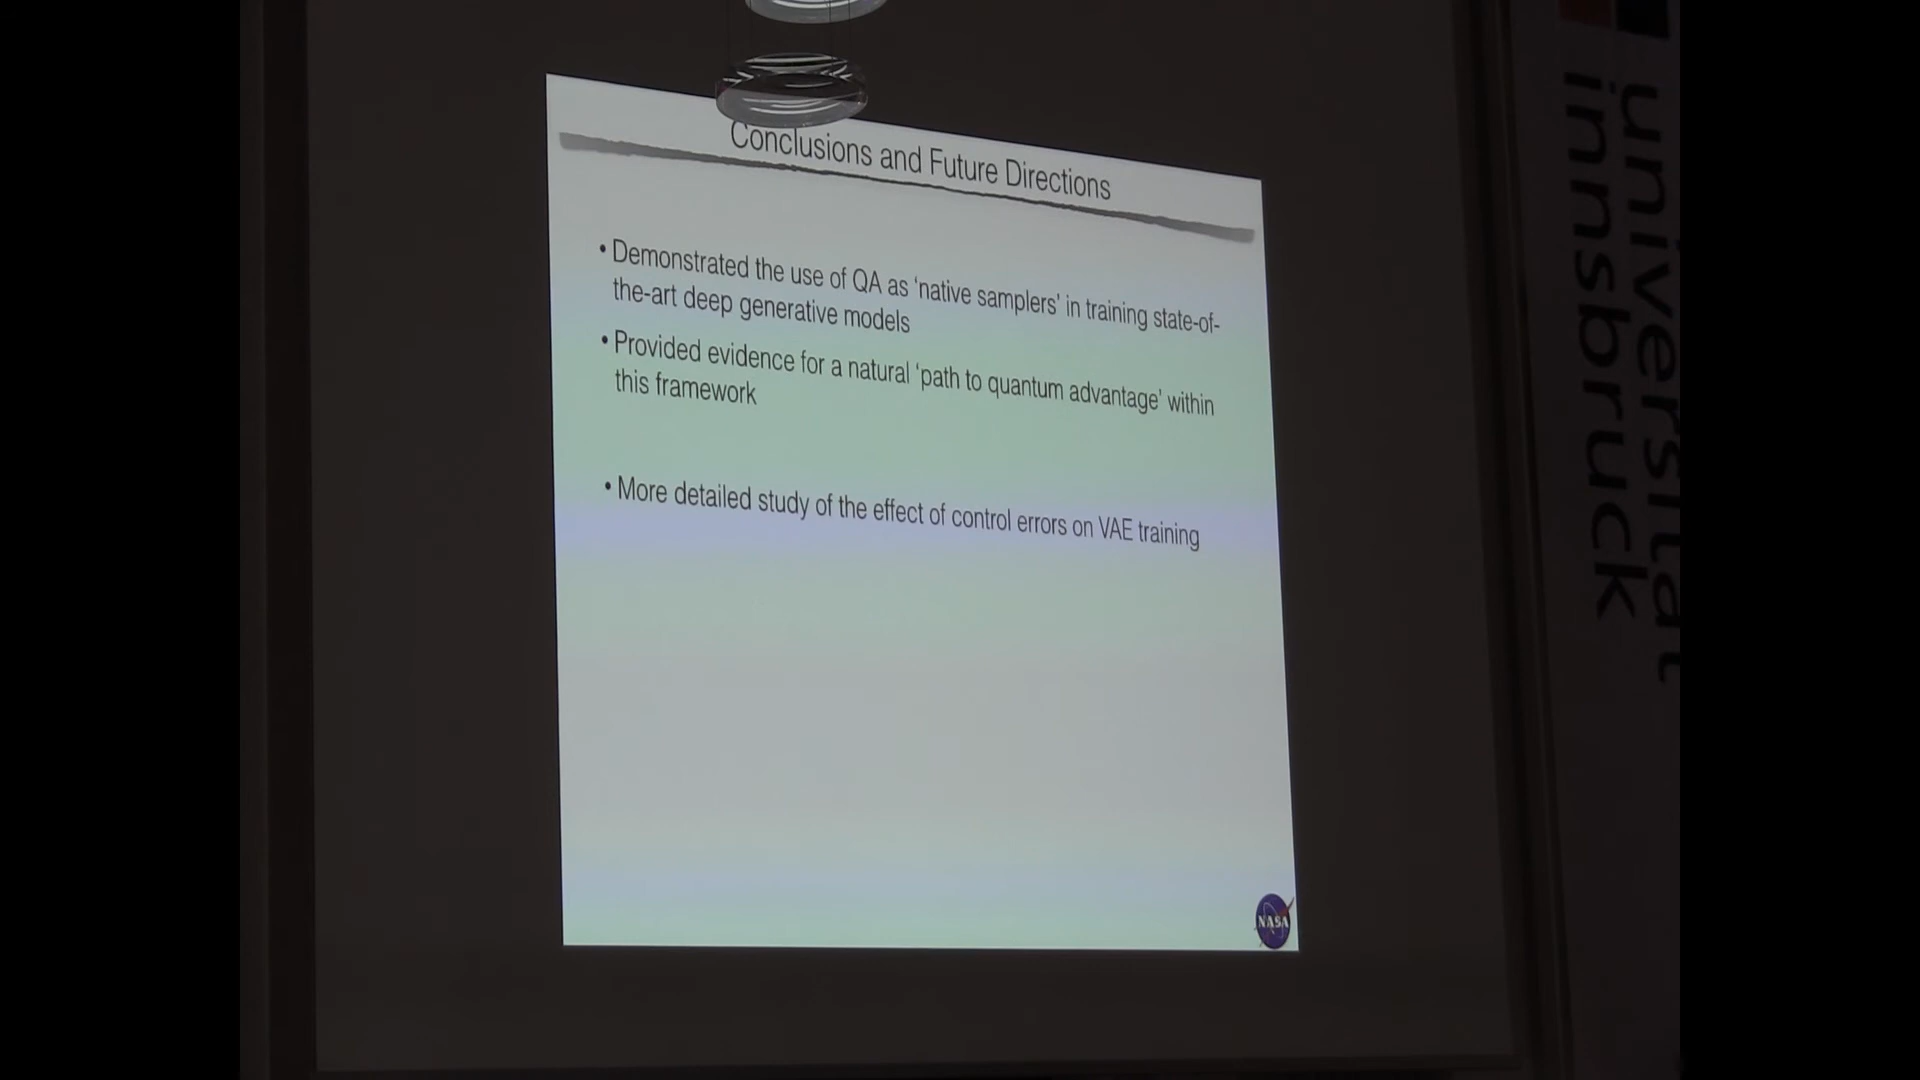 Conclusions and Future Directions
• Demonstrated the use of QA as ‘native samplers’ in training state-of-
the-art deep generative models
• Provided evidence for a natural ‘path to quantum advantage’ within
this framework
• More detailed study of the effect of control errors on VAE training
NASA
universität
innsbruck